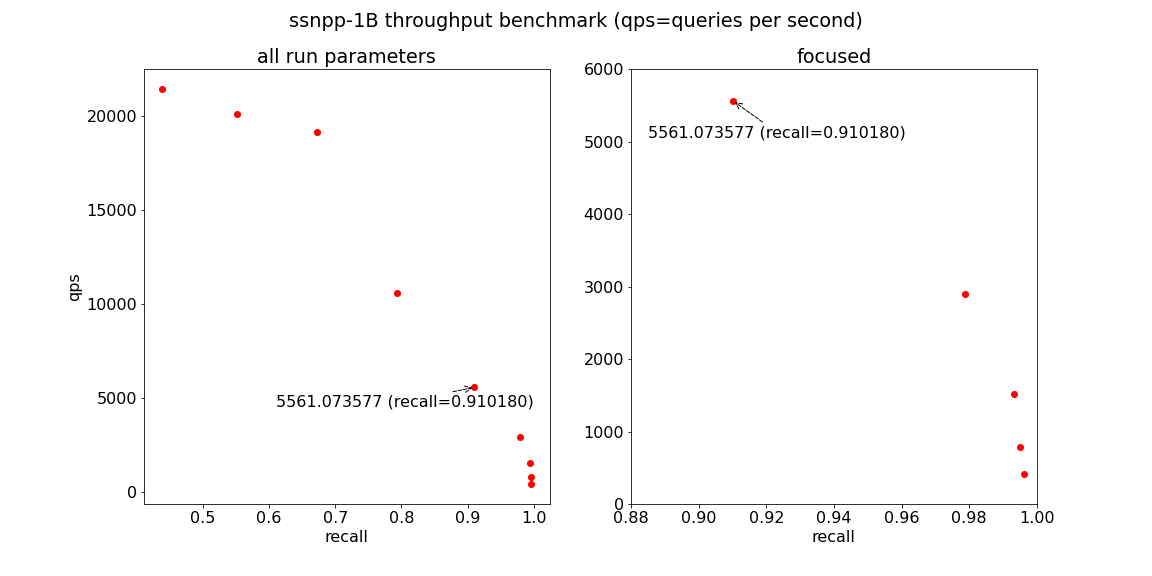 ssnpp-1B throughput benchmark (qps=queries per second)
all run parameters
20000
15000
10000
5000
0
qps
5561.073577 (recall=0.910180)
0.5 0.6 0.7 0.8 0.9 1.0
recall
focused
6000
5000
4000
3000
2000
1000
0
5561.073577 (recall=0.910180)
0.88 0.90 0.92 0.94 0.96 0.98 1.00
recall